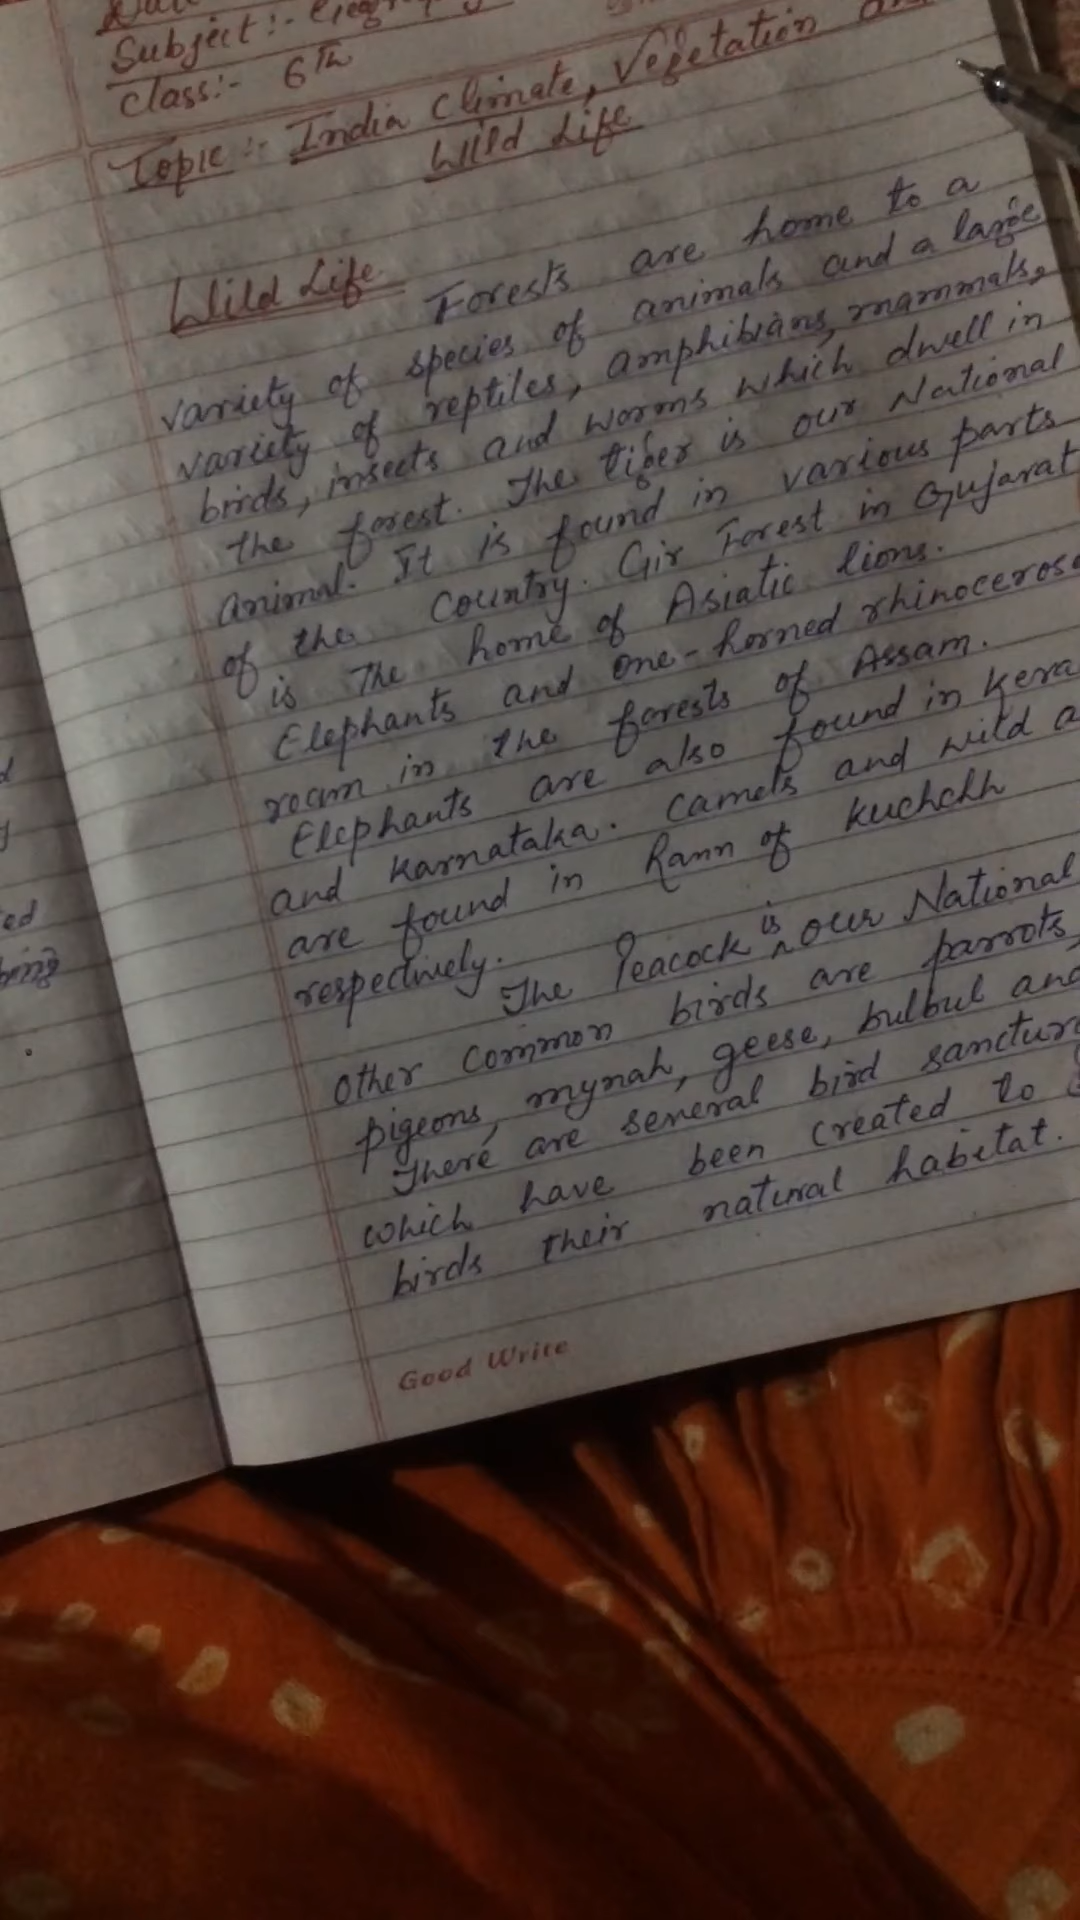 Subject:-
Class:- 6Th
Topic:- India Climate, Vegetation
Wild Life
Wild Life
Forests are home to a
variety of species of animals and a large
variety of reptiles, amphibians, mammals,
birds, insects and worms which dwell in
the forest. The tiger is our National
animal. It is found in various parts
of the country. Gir Forest in Gujarat
is The home of Asiatic lions.
Elephants and one-horned
roam in the forests of Assam.
Elephants are also found in
and Karnataka. Camels and wild
are found in Rann of kuchchh
respectively.
The Peacock is our National
Other common birds are parrots,
pigeons, mynah, geese, bulbul and
There are several bird
which have been created to
birds their natural habitat.
Good Write